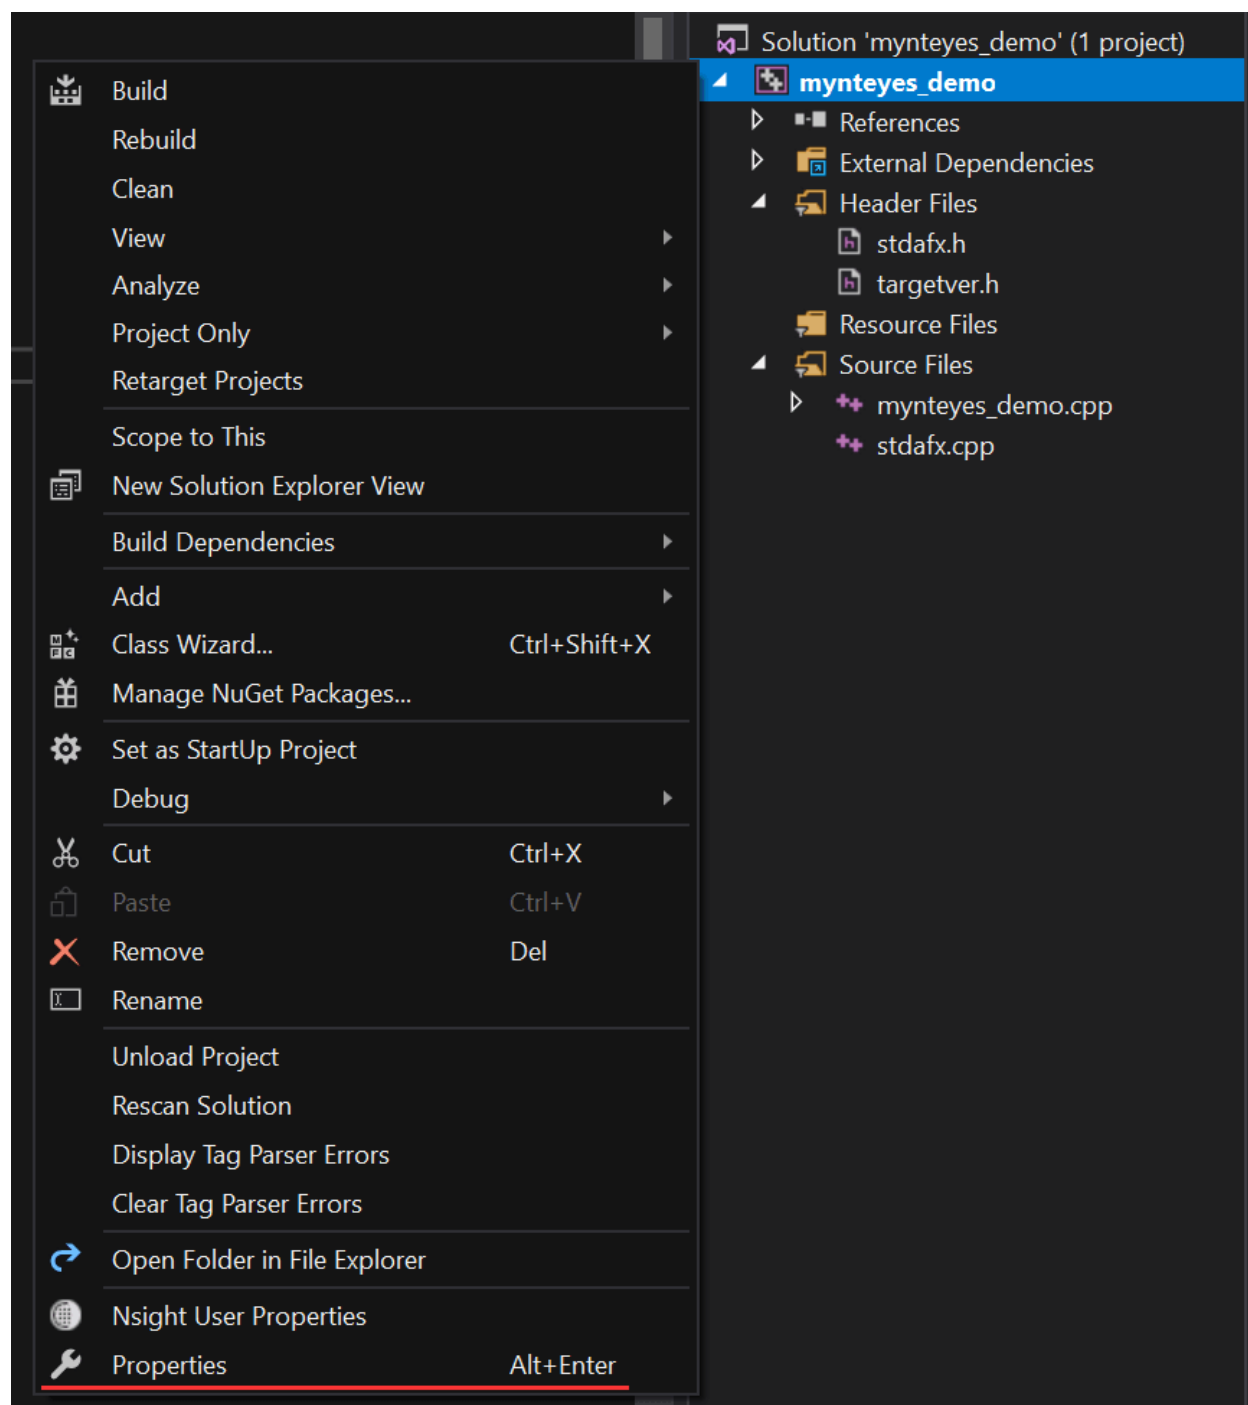 Build
Rebuild
Clean
View
Analyze
Project Only
Retarget Projects
Scope to This
New Solution Explorer View
Build Dependencies
Add
Class Wizard... Ctrl+Shift+X
Manage NuGet Packages...
Set as StartUp Project
Debug
Cut Ctrl+X
Paste Ctrl+V
Remove Del
Rename
Unload Project
Rescan Solution
Display Tag Parser Errors
Clear Tag Parser Errors
Open Folder in File Explorer
Nsight User Properties
Properties Alt+Enter
Solution 'mynteyes_demo' (1 project)
mynteyes_demo
References
External Dependencies
Header Files
stdafx.h
targetver.h
Resource Files
Source Files
mynteyes_demo.cpp
stdafx.cpp